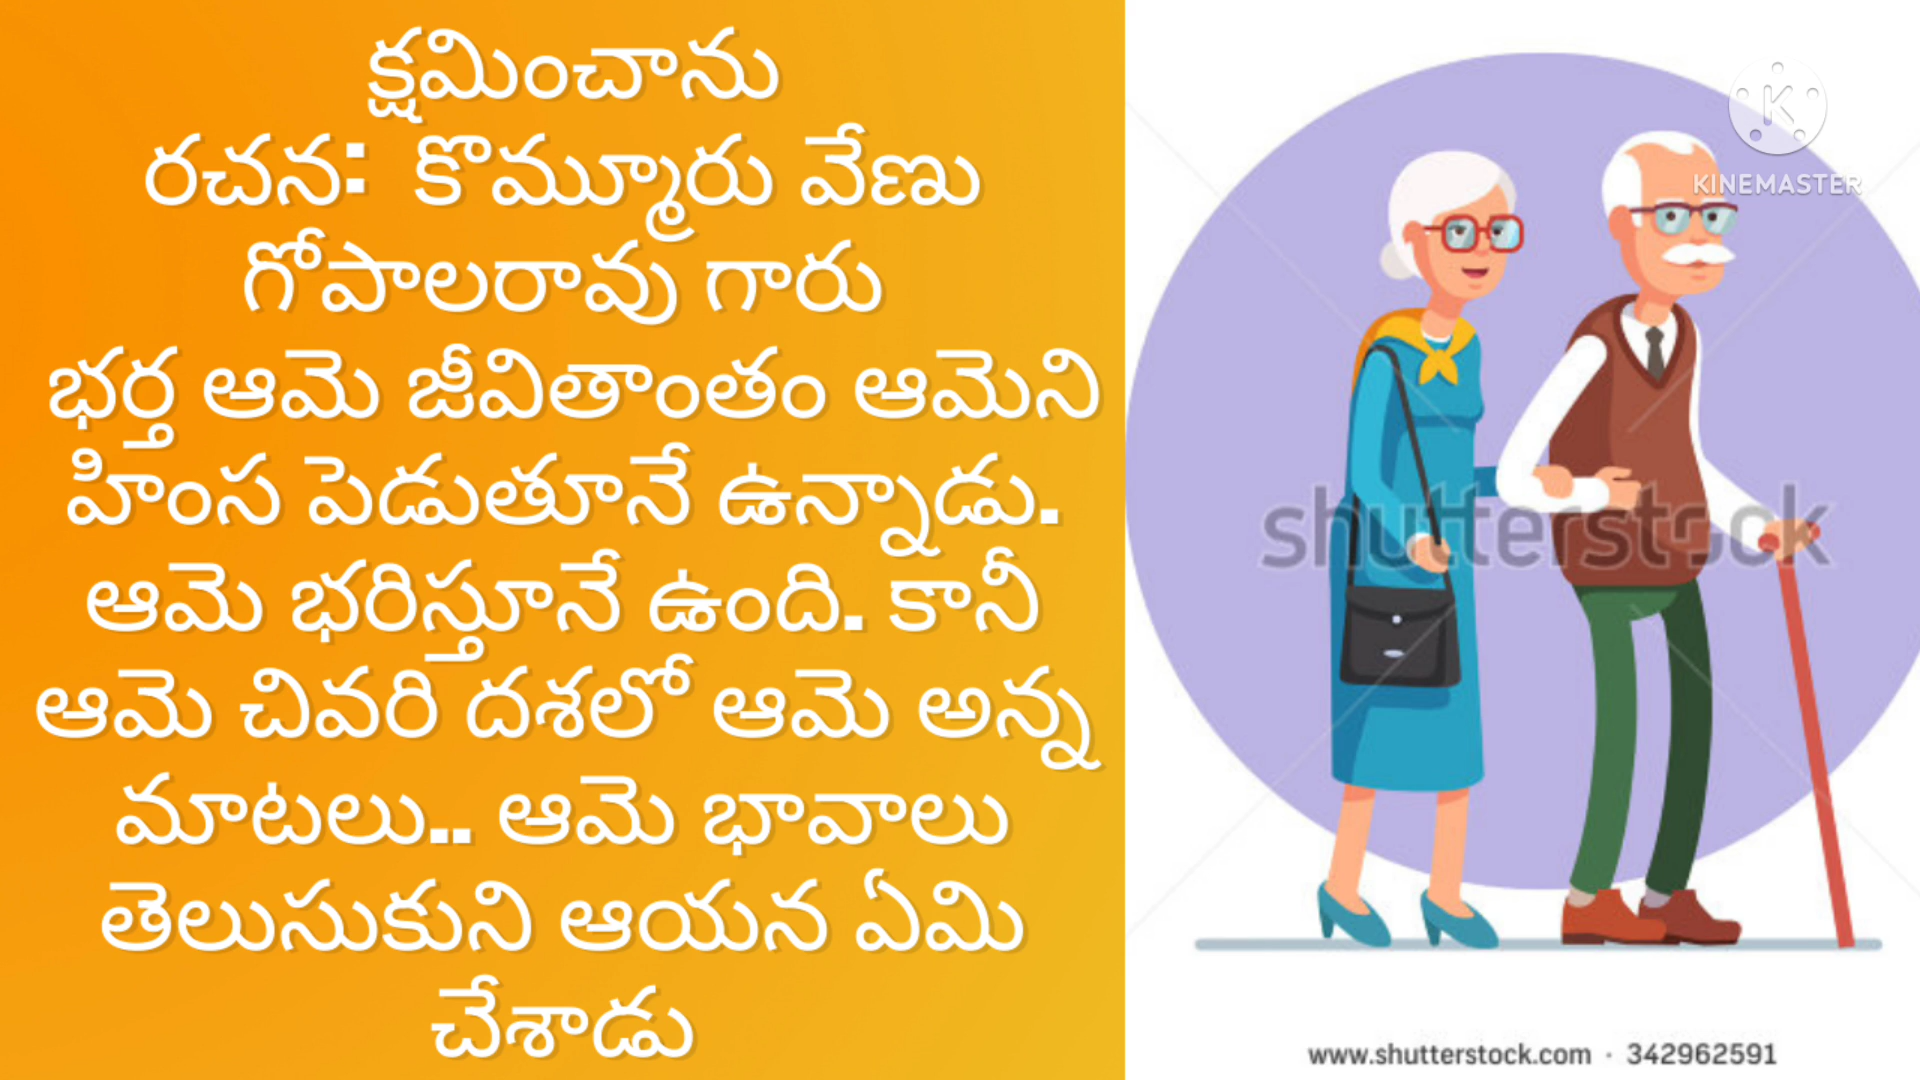 క్షమించాను
రచన: కొమ్మూరు వేణు
గోపాలరావు గారు
భర్త ఆమె జీవితాంతం ఆమెని
హింస పెడుతూనే ఉన్నాడు.
ఆమె భరిస్తూనే ఉంది. కానీ
ఆమె చివరి దశలో ఆమె అన్న
మాటలు.. ఆమె భావాలు
తెలుసుకుని ఆయన ఏమి
చేశాడు
K
KINEMASTER
shutterstock
www.shutterstock.com · 342962591